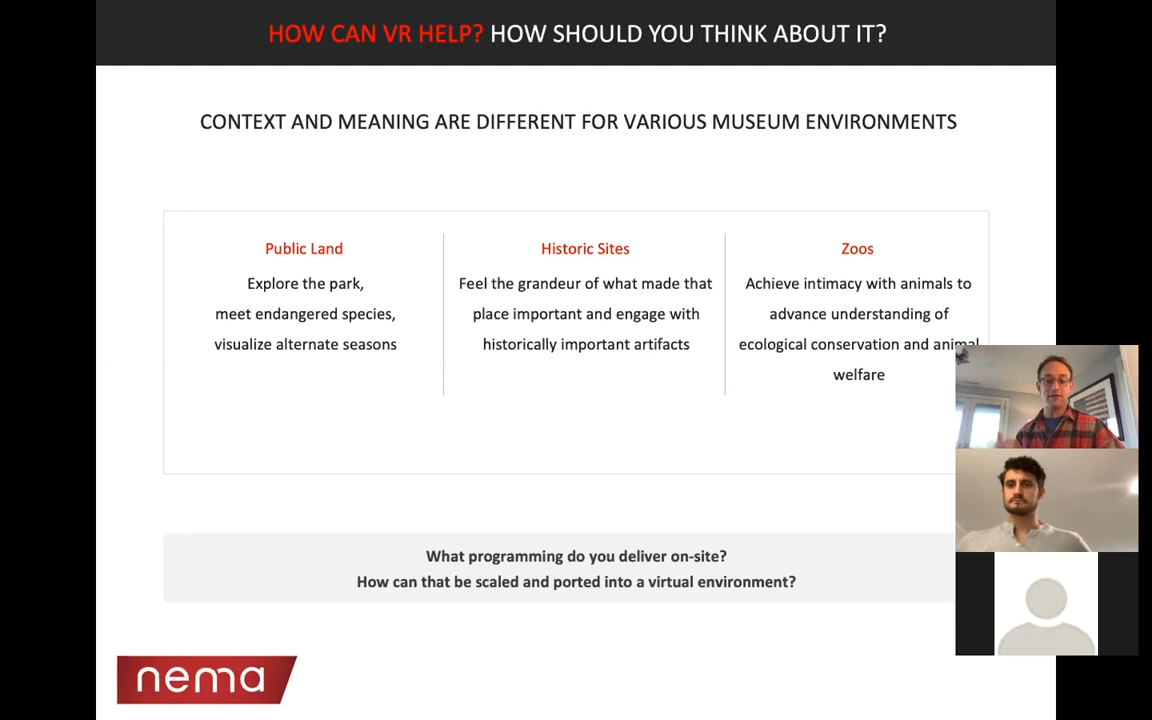 HOW CAN VR HELP? HOW SHOULD YOU THINK ABOUT IT?
CONTEXT AND MEANING ARE DIFFERENT FOR VARIOUS MUSEUM ENVIRONMENTS
Public Land
Explore the park,
meet endangered species,
visualize alternate seasons
Historic Sites
Feel the grandeur of what made that
place important and engage with
historically important artifacts
Zoos
Achieve intimacy with animals to
advance understanding of
ecological conservation and animal
welfare
What programming do you deliver on-site?
How can that be scaled and ported into a virtual environment?
nema